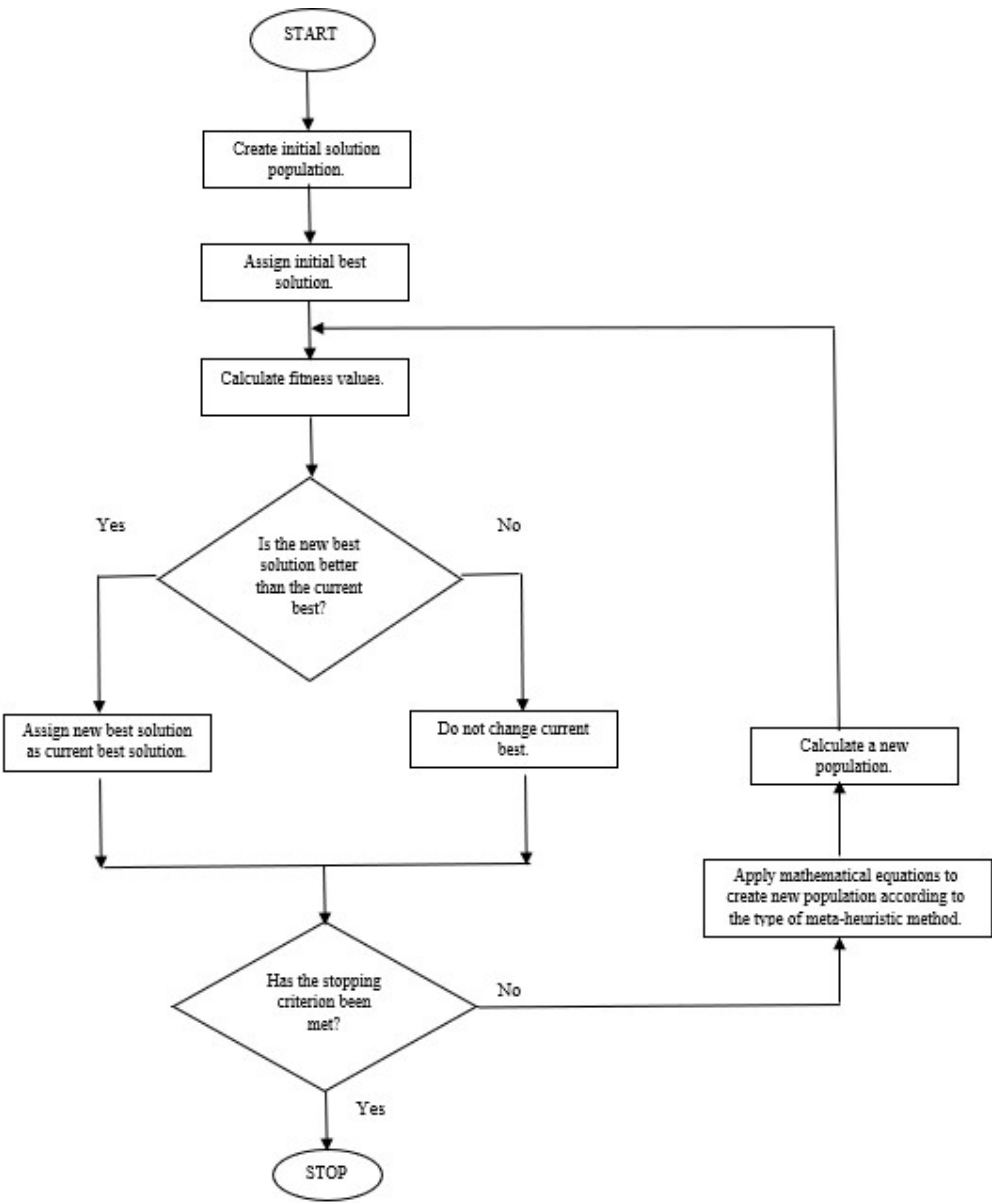 START
Create initial solution
population.
Assign initial best
solution.
Calculate fitness values.
Yes
No
Is the new best
solution better
than the current
best?
Assign new best solution
as current best solution.
Do not change current
best.
Calculate a new
population.
Apply mathematical equations to
create new population according to
the type of meta-heuristic method.
Has the stopping
criterion been
met?
No
Yes
STOP